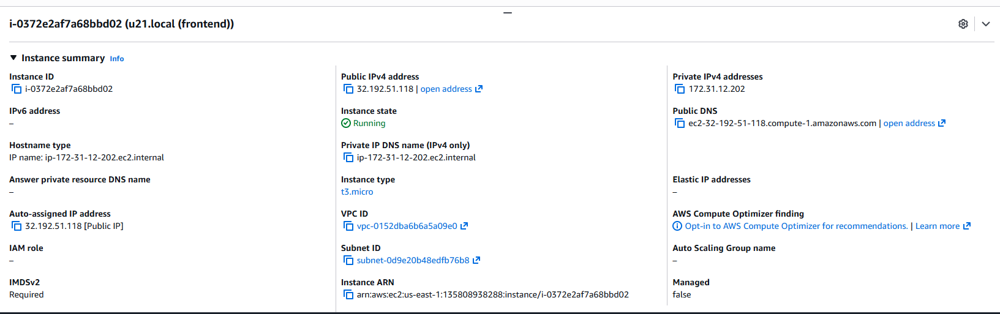 i-0372e2af7a68bbd02 (u21.local (frontend))
Instance summary Info
Instance ID
i-0372e2af7a68bbd02
Public IPv4 address
32.192.51.118 | open address
Private IPv4 addresses
172.31.12.202
IPv6 address
–
Instance state
Running
Public DNS
ec2-32-192-51-118.compute-1.amazonaws.com | open address
Hostname type
IP name: ip-172-31-12-202.ec2.internal
Private IP DNS name (IPv4 only)
ip-172-31-12-202.ec2.internal
Answer private resource DNS name
–
Instance type
t3.micro
Elastic IP addresses
–
Auto-assigned IP address
32.192.51.118 [Public IP]
VPC ID
vpc-0152dba6b6a5a09e0
AWS Compute Optimizer finding
Opt-in to AWS Compute Optimizer for recommendations. | Learn more
IAM role
–
Subnet ID
subnet-0d9e20b48edfb76b8
Auto Scaling Group name
–
IMDSv2
Required
Instance ARN
arn:aws:ec2:us-east-1:135808938288:instance/i-0372e2af7a68bbd02
Managed
false